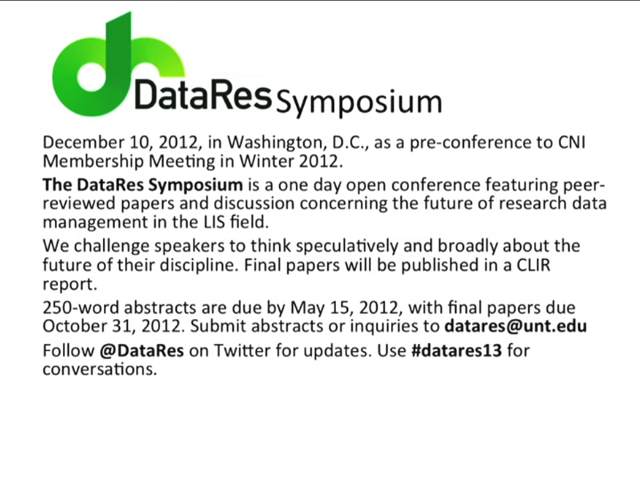 DataRes Symposium
December 10, 2012, in Washington, D.C., as a pre-conference to CNI
Membership Meeting in Winter 2012.
The DataRes Symposium is a one day open conference featuring peer-
reviewed papers and discussion concerning the future of research data
management in the LIS field.
We challenge speakers to think speculatively and broadly about the
future of their discipline. Final papers will be published in a CLIR
report.
250-word abstracts are due by May 15, 2012, with final papers due
October 31, 2012. Submit abstracts or inquiries to datares@unt.edu
Follow @DataRes on Twitter for updates. Use #datares13 for
conversations.